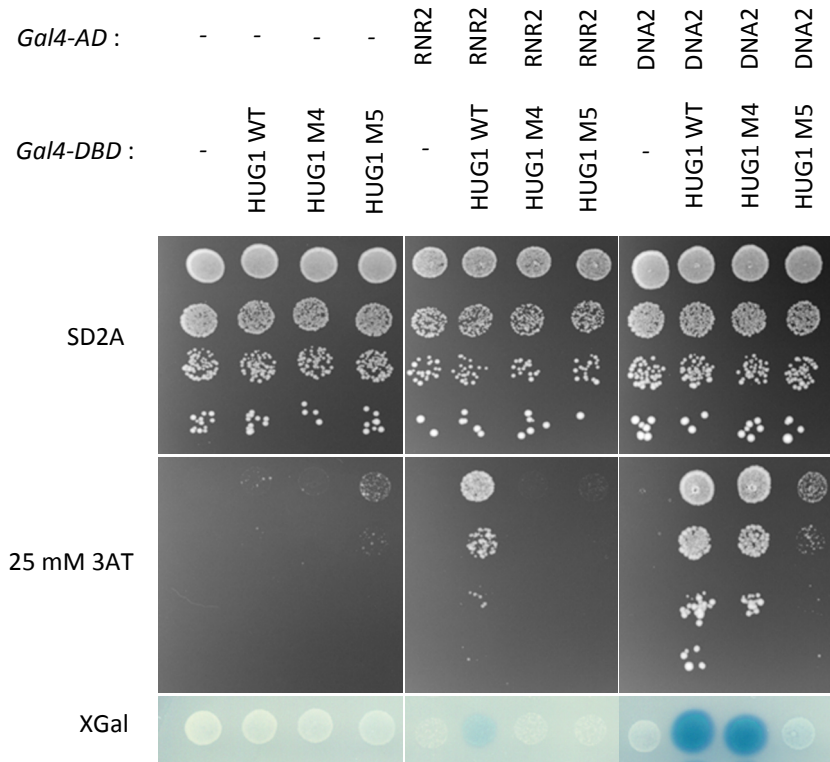 Gal4-AD : - - - - RNR2 RNR2 RNR2 RNR2 DNA2 DNA2 DNA2 DNA2
Gal4-DBD : - HUG1 WT HUG1 M4 HUG1 M5 - HUG1 WT HUG1 M4 HUG1 M5 - HUG1 WT HUG1 M4 HUG1 M5
SD2A
25 mM 3AT
XGal